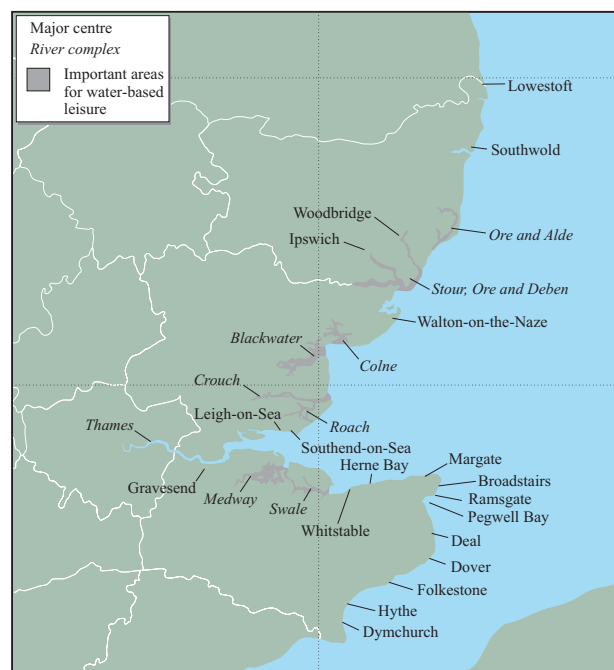 Major centre
River complex
Important areas
for water-based
leisure
Lowestoft
Southwold
Woodbridge
Ipswich
Ore and Alde
Stour, Ore and Deben
Walton-on-the-Naze
Blackwater
Colne
Crouch
Leigh-on-Sea
Roach
Thames
Southend-on-Sea
Herne Bay
Margate
Gravesend
Medway
Swale
Broadstairs
Ramsgate
Pegwell Bay
Whitstable
Deal
Dover
Folkestone
Hythe
Dymchurch